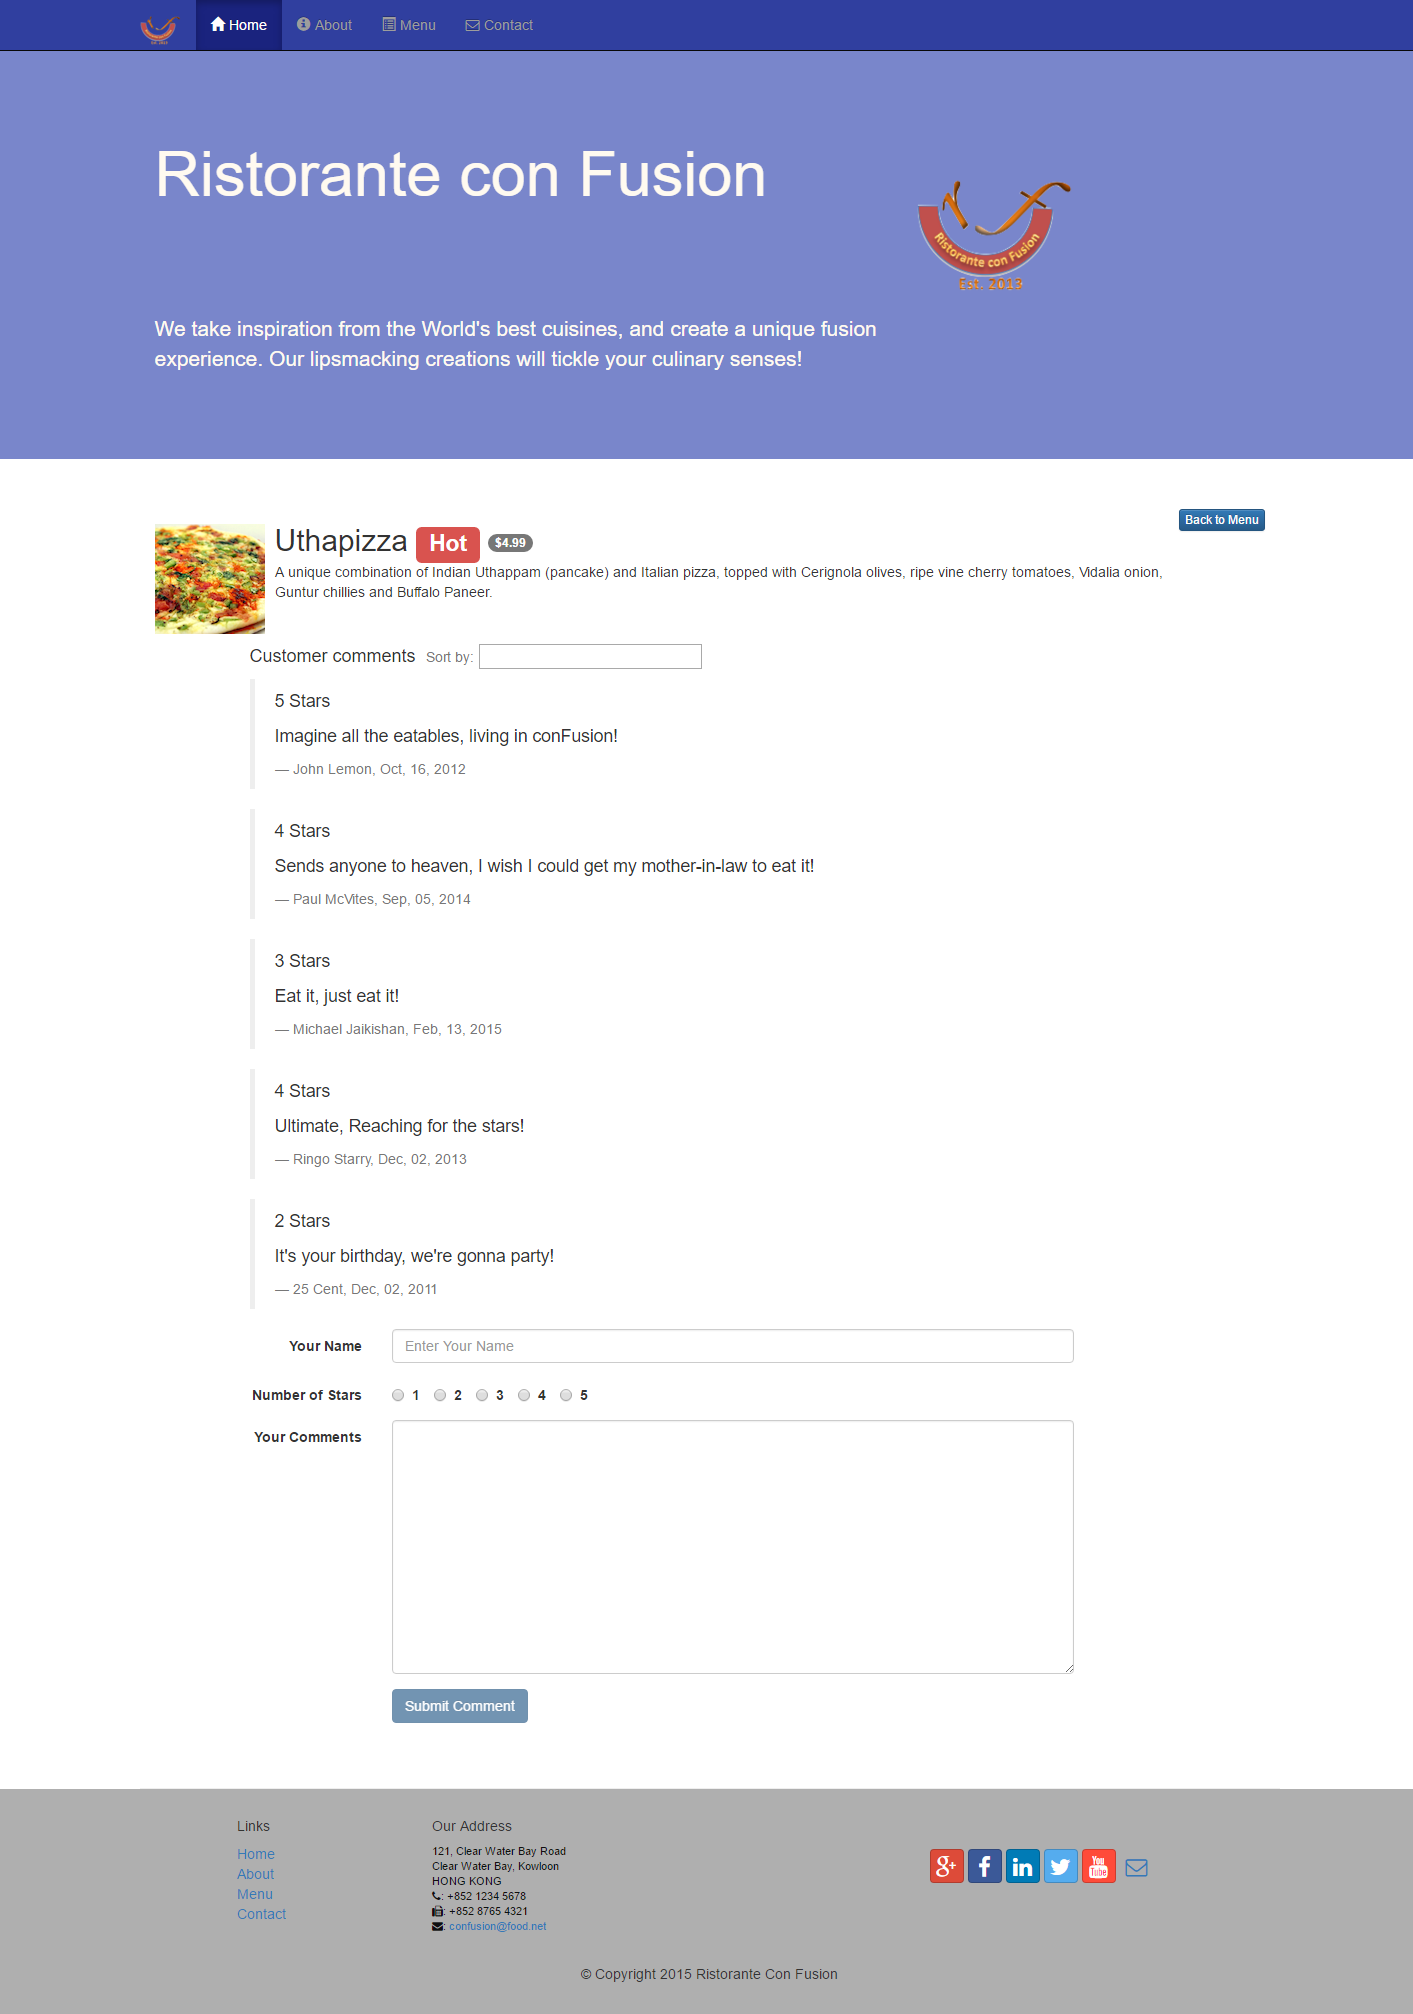 Home
About
Menu
Contact
Ristorante con Fusion
Ristorante con Fusion
Est. 2013
We take inspiration from the World's best cuisines, and create a unique fusion
experience. Our lipsmacking creations will tickle your culinary senses!
Back to Menu
Uthapizza Hot $4.99
A unique combination of Indian Uthappam (pancake) and Italian pizza, topped with Cerignola olives, ripe vine cherry tomatoes, Vidalia onion,
Guntur chillies and Buffalo Paneer.
Customer comments Sort by:
5 Stars
Imagine all the eatables, living in conFusion!
— John Lemon, Oct, 16, 2012
4 Stars
Sends anyone to heaven, I wish I could get my mother-in-law to eat it!
— Paul McVites, Sep, 05, 2014
3 Stars
Eat it, just eat it!
— Michael Jaikishan, Feb, 13, 2015
4 Stars
Ultimate, Reaching for the stars!
— Ringo Starry, Dec, 02, 2013
2 Stars
It's your birthday, we're gonna party!
— 25 Cent, Dec, 02, 2011
Your Name
Enter Your Name
Number of Stars
1 2 3 4 5
Your Comments
Submit Comment
Links
Home
About
Menu
Contact
Our Address
121, Clear Water Bay Road
Clear Water Bay, Kowloon
HONG KONG
: +852 1234 5678
: +852 8765 4321
: confusion@food.net
g+ f in You Tube
© Copyright 2015 Ristorante Con Fusion